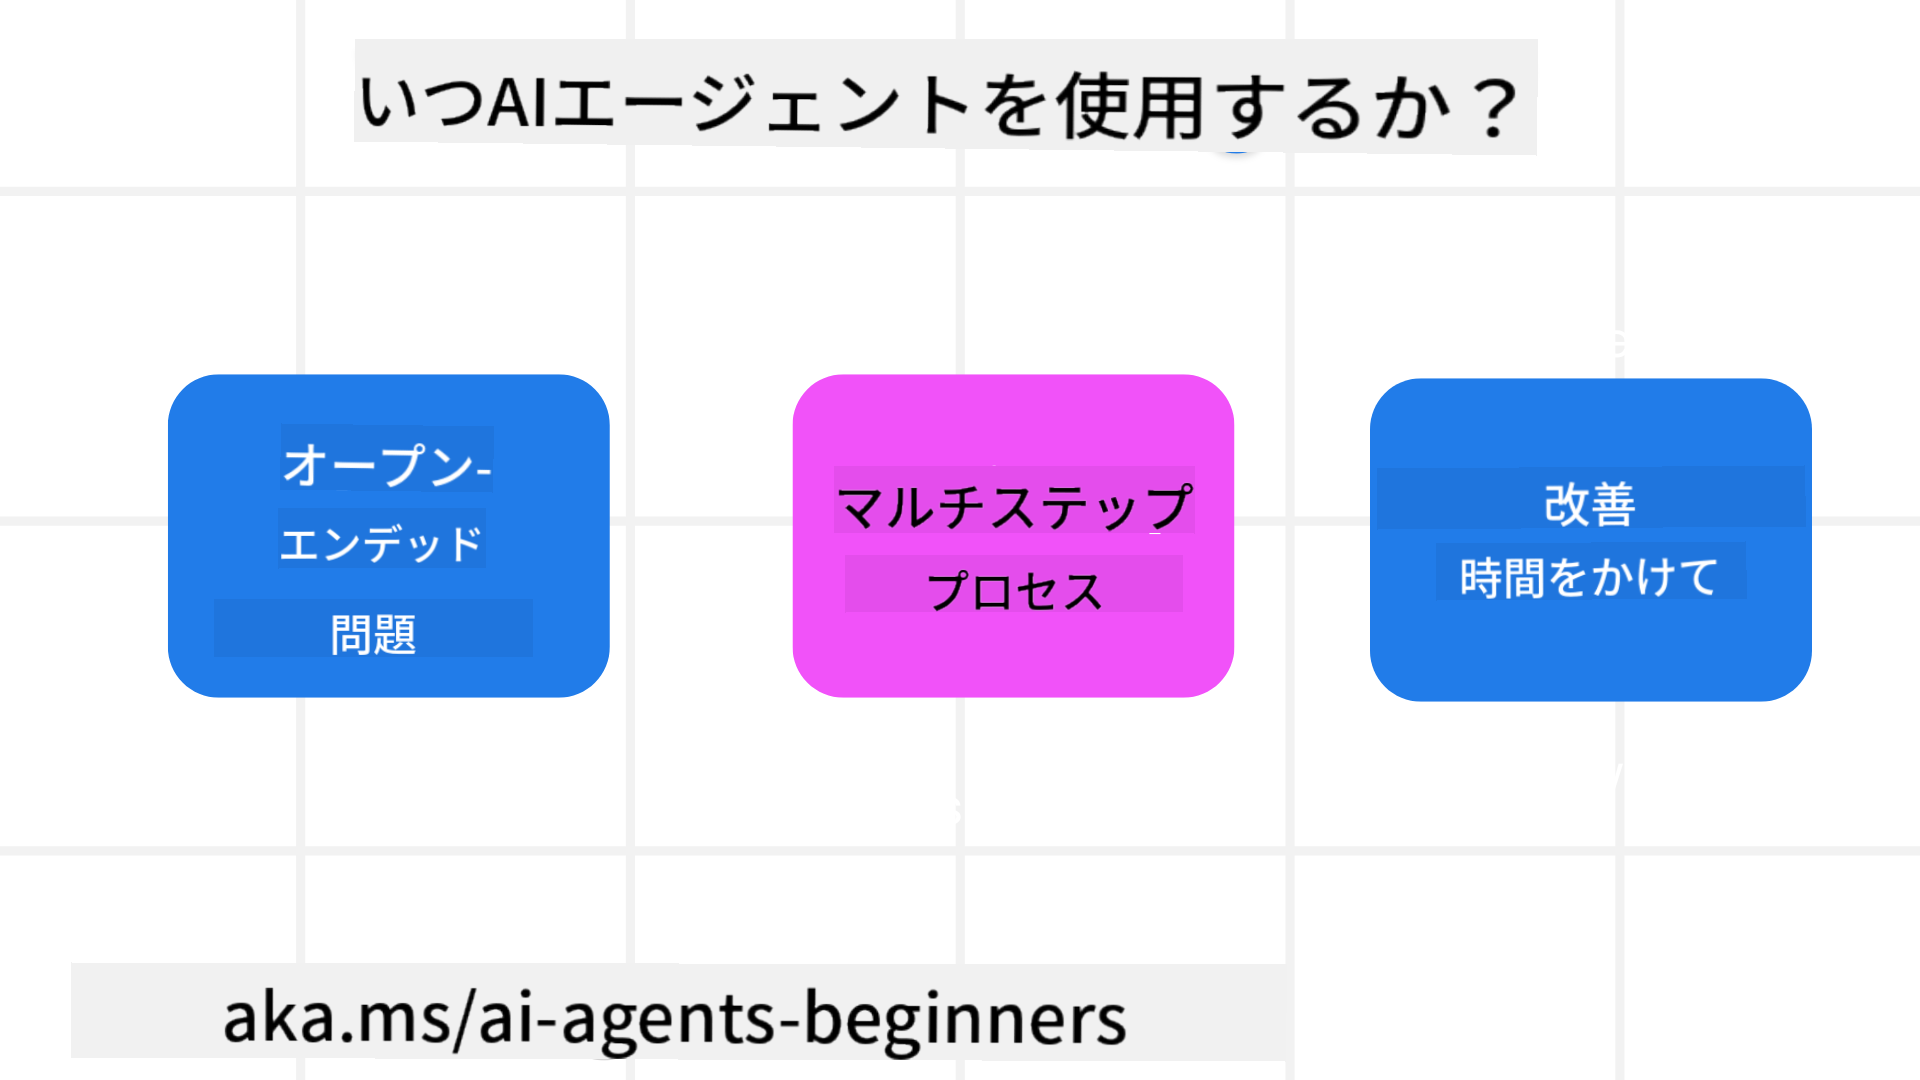 いつAIエージェントを使用するか？
オープン-
エンデッド
問題
マルチステップ
プロセス
改善
時間をかけて
aka.ms/ai-agents-beginners